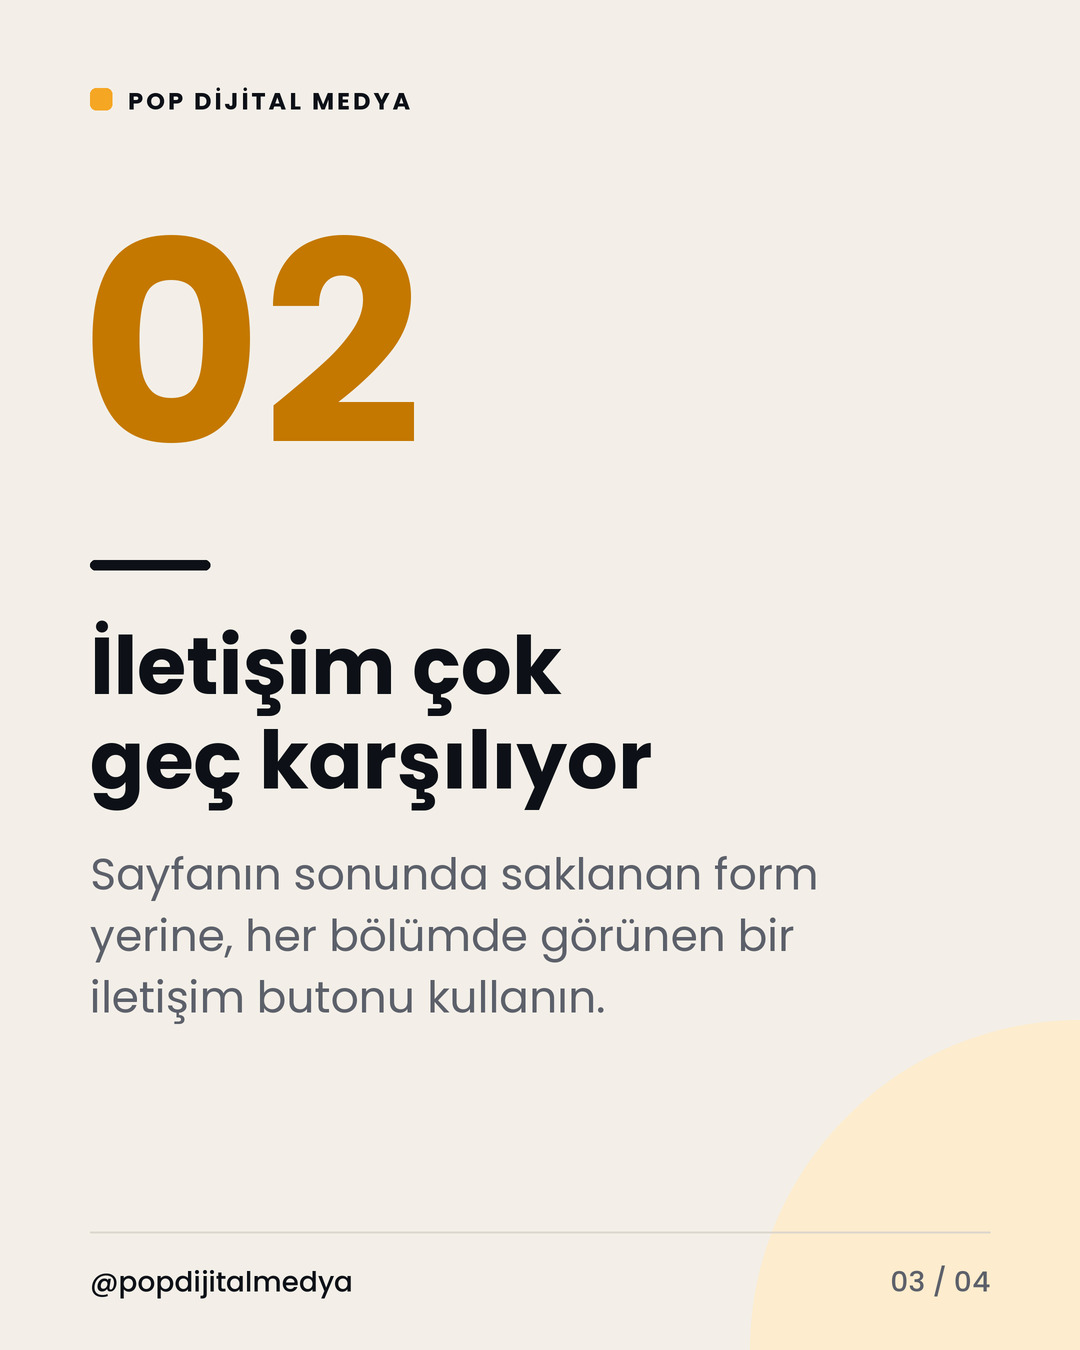 POP DİJİTAL MEDYA
02
İletişim çok
geç karşılıyor
Sayfanın sonunda saklanan form
yerine, her bölümde görünen bir
iletişim butonu kullanın.
@popdijitalmedya
03 / 04